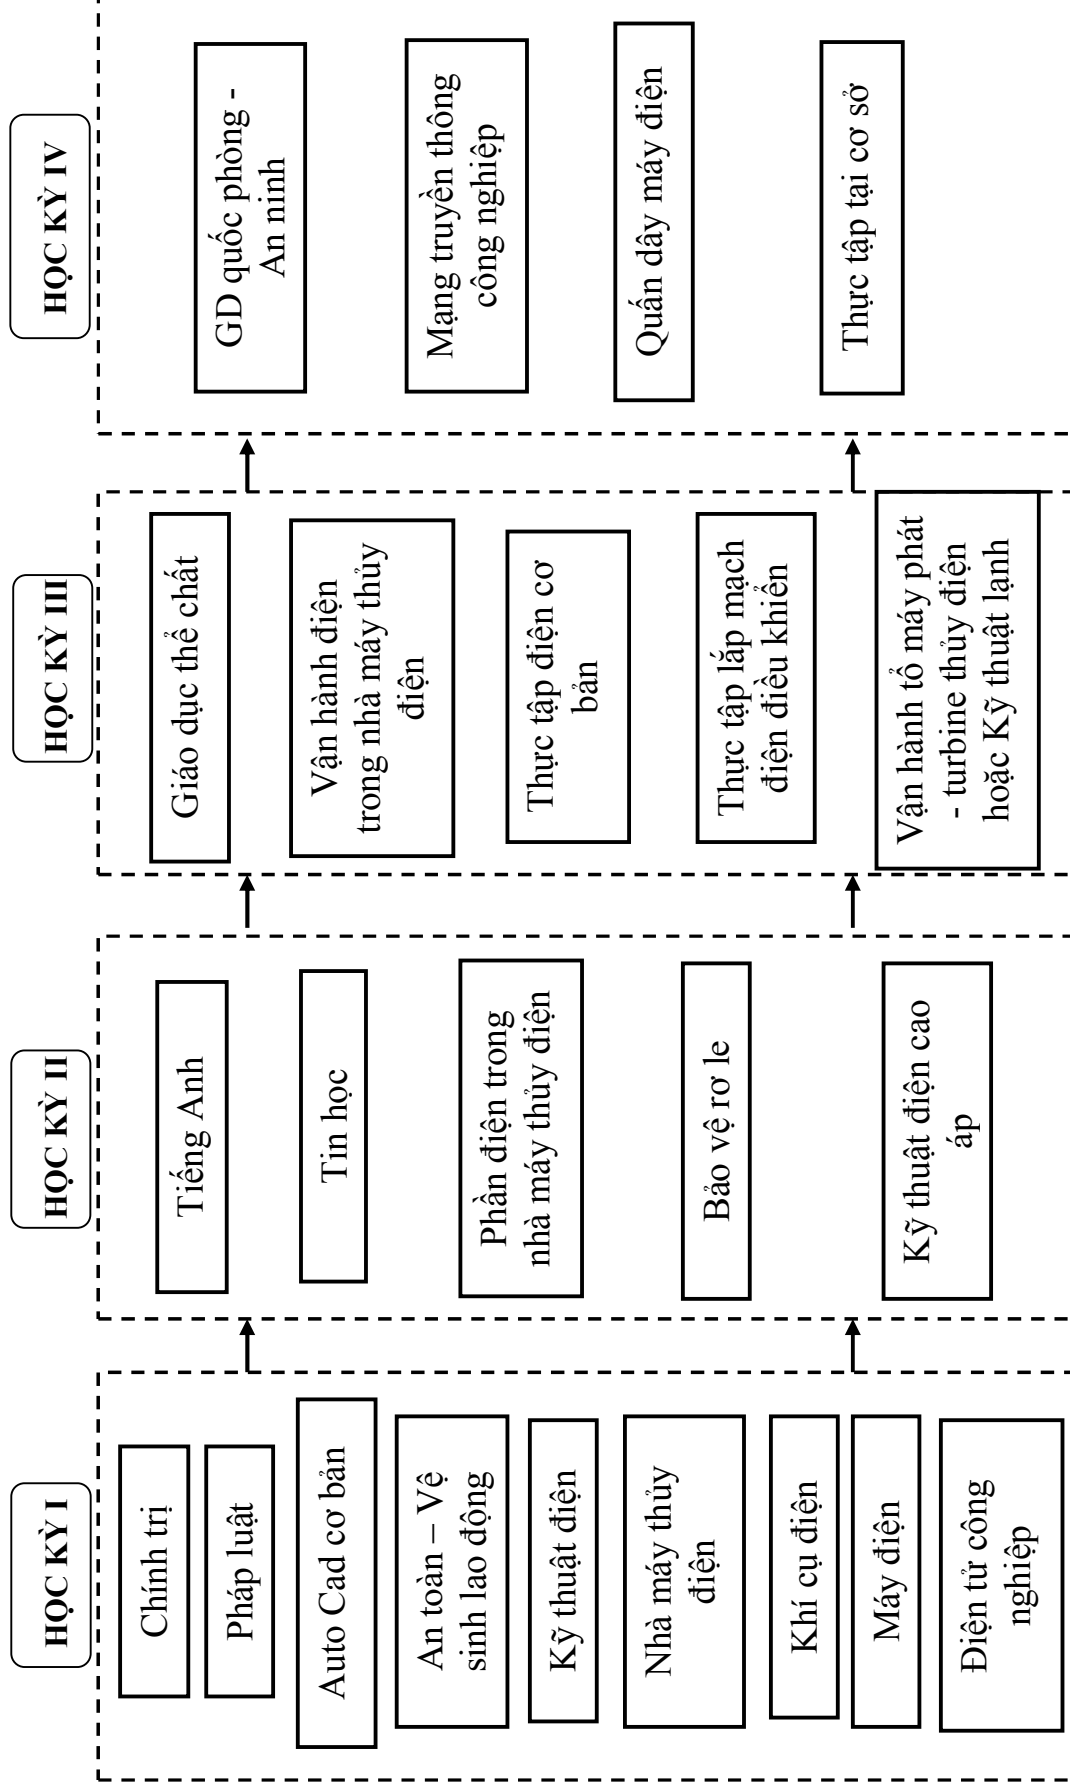 HỌC KỲ I
Chính trị
Pháp luật
Auto Cad cơ bản
An toàn – Vệ
sinh lao động
Kỹ thuật điện
Nhà máy thủy
điện
Khí cụ điện
Máy điện
Điện tử công
nghiệp
HỌC KỲ II
Tiếng Anh
Tin học
Phần điện trong
nhà máy thủy điện
Bảo vệ rơ le
Kỹ thuật điện cao
áp
HỌC KỲ III
Giáo dục thể chất
Vận hành điện
trong nhà máy thủy
điện
Thực tập điện cơ
bản
Thực tập lắp mạch
điện điều khiển
Vận hành tổ máy phát
- turbine thủy điện
hoặc Kỹ thuật lạnh
HỌC KỲ IV
GD quốc phòng -
An ninh
Mạng truyền thông
công nghiệp
Quấn dây máy điện
Thực tập tại cơ sở